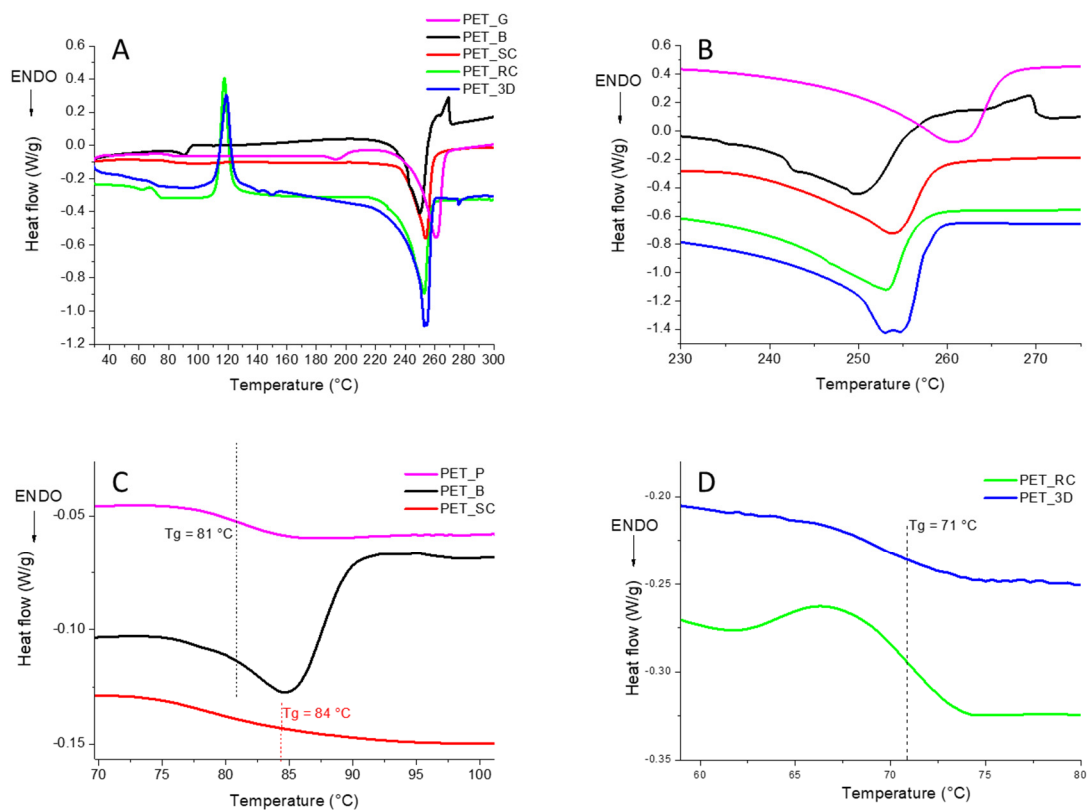 A
PET_G
PET_B
PET_SC
PET_RC
PET_3D
ENDO
Heat flow (W/g)
0.6
0.4
0.2
0.0
-0.2
-0.4
-0.6
-0.8
-1.0
-1.2
40 60 80 100 120 140 160 180 200 220 240 260 280 300
Temperature (°C)
B
ENDO
Heat flow (W/g)
0.6
0.4
0.2
0.0
-0.2
-0.4
-0.6
-0.8
-1.0
-1.2
-1.4
230 240 250 260 270
Temperature (°C)
C
PET_P
PET_B
PET_SC
ENDO
Tg = 81 °C
Tg = 84 °C
Heat flow (W/g)
-0.05
-0.10
-0.15
70 75 80 85 90 95 100
Temperature (°C)
D
PET_RC
PET_3D
ENDO
Tg = 71 °C
Heat flow (W/g)
-0.20
-0.25
-0.30
-0.35
60 65 70 75 80
Temperature (°C)